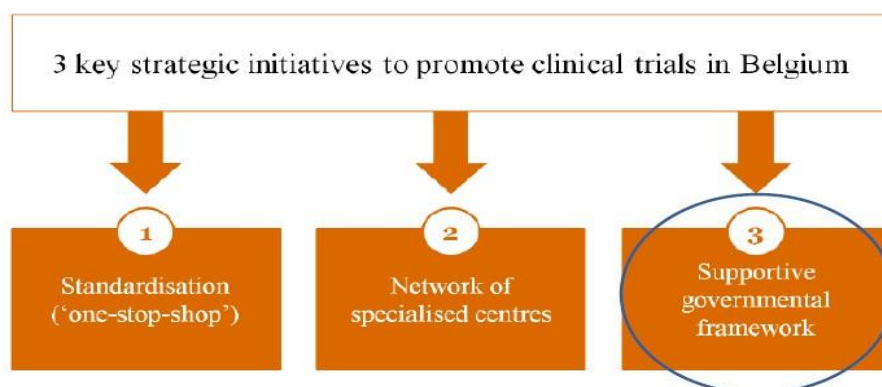 3 key strategic initiatives to promote clinical trials in Belgium
1
Standardisation
(‘one-stop-shop’)
2
Network of
specialised centres
3
Supportive
governmental
framework